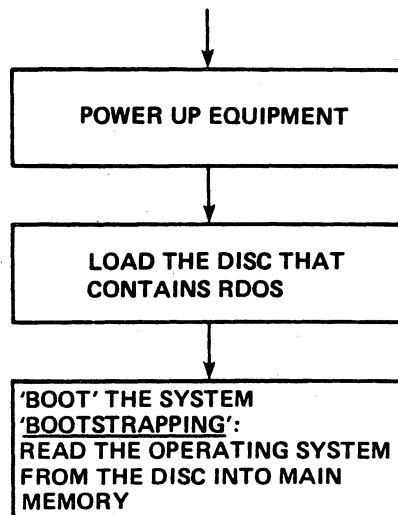 POWER UP EQUIPMENT
LOAD THE DISC THAT
CONTAINS RDOS
'BOOT' THE SYSTEM
'BOOTSTRAPPING':
READ THE OPERATING SYSTEM
FROM THE DISC INTO MAIN
MEMORY